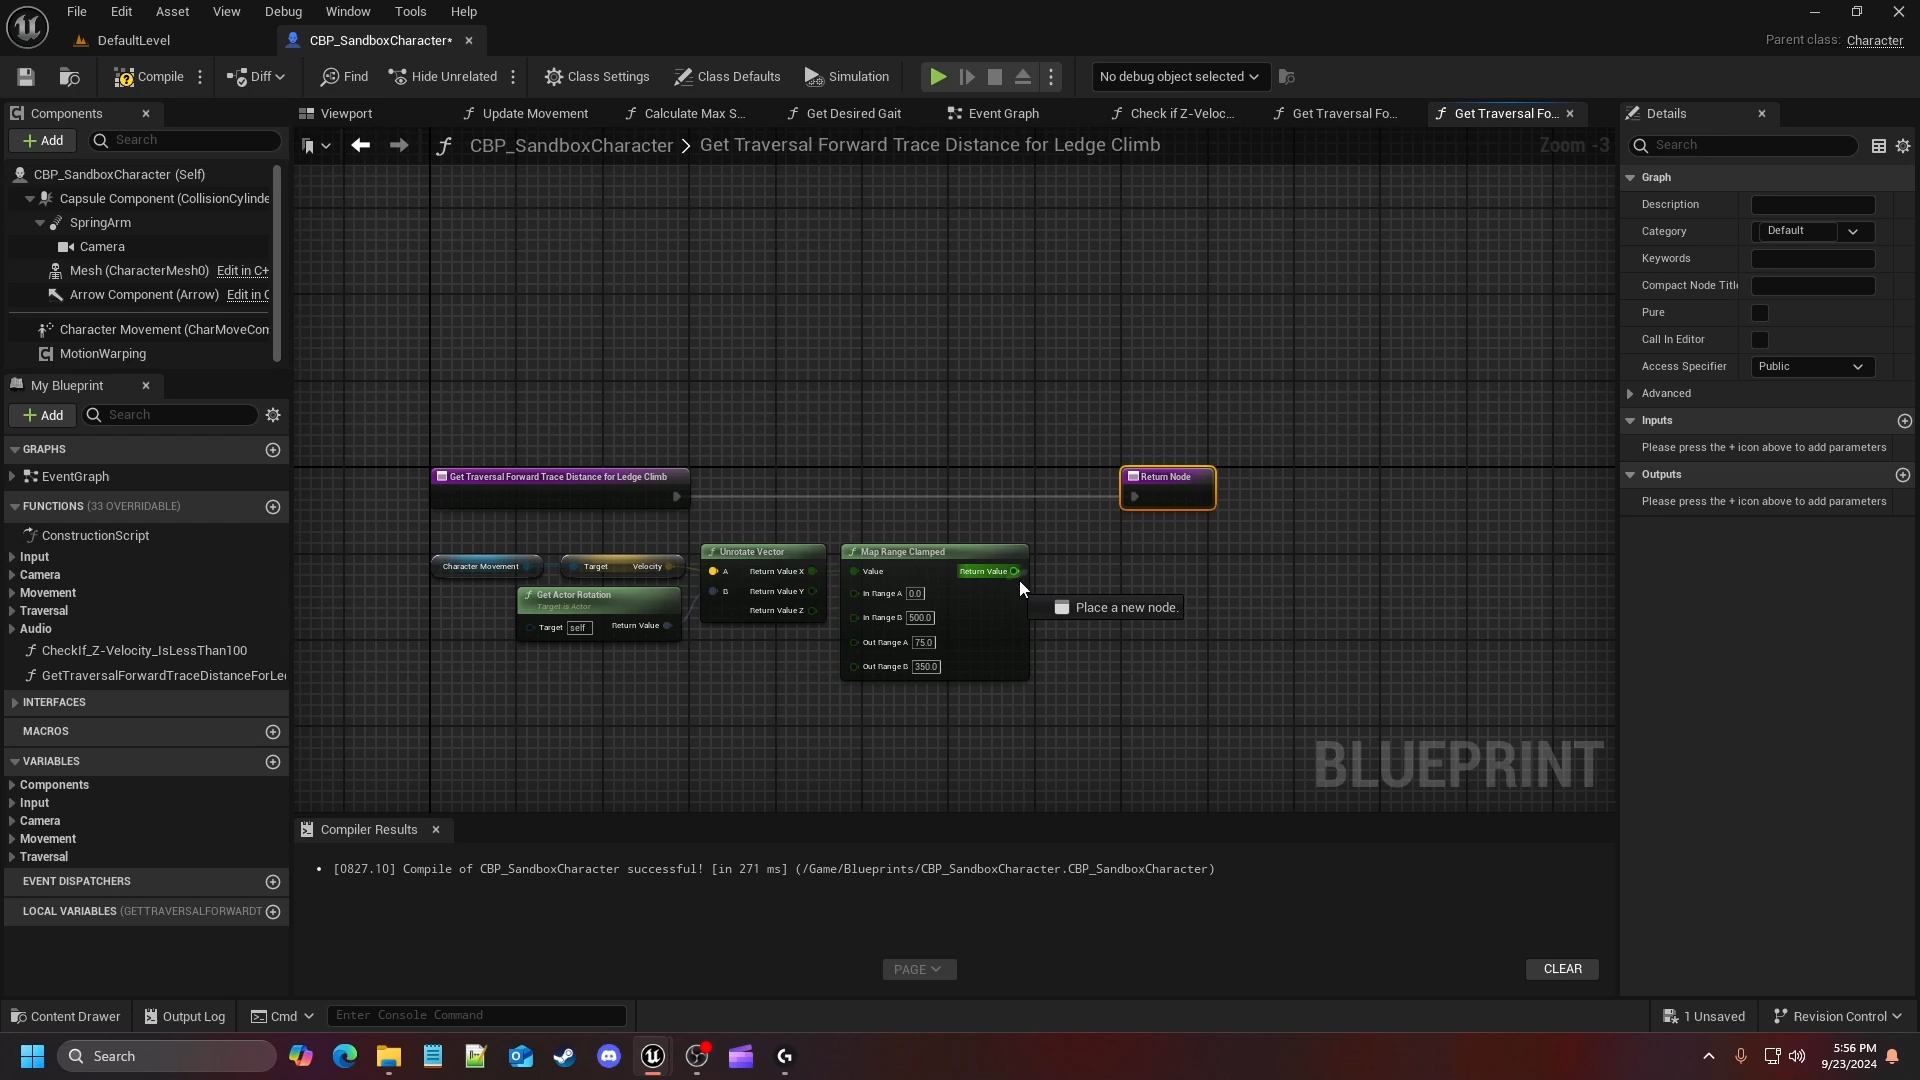 File Edit Asset View Debug Window Tools Help
DefaultLevel
CBP_SandboxCharacter*
Parent class: Character
Compile
Diff
Find
Hide Unrelated
Class Settings
Class Defaults
Simulation
No debug object selected
Components
Add
Search
CBP_SandboxCharacter (Self)
Capsule Component (CollisionCylinde
SpringArm
Camera
Mesh (CharacterMesh0) Edit in C+
Arrow Component (Arrow) Edit in C
Character Movement (CharMoveCom
MotionWarping
My Blueprint
Add
Search
GRAPHS
EventGraph
FUNCTIONS (33 OVERRIDABLE)
ConstructionScript
Input
Camera
Movement
Traversal
Audio
CheckIf_Z-Velocity_IsLessThan100
GetTraversalForwardTraceDistanceForLe
INTERFACES
MACROS
VARIABLES
Components
Input
Camera
Movement
Traversal
EVENT DISPATCHERS
LOCAL VARIABLES (GETTRAVERSALFORWARDT
Viewport
Update Movement
Calculate Max S...
Get Desired Gait
Event Graph
Check if Z-Veloc...
Get Traversal Fo...
Get Traversal Fo...
CBP_SandboxCharacter > Get Traversal Forward Trace Distance for Ledge Climb
Zoom -3
Get Traversal Forward Trace Distance for Ledge Climb
Return Node
Character Movement
Target Velocity
Get Actor Rotation
Target is Actor
Target self Return Value
Unrotate Vector
A Return Value X
B Return Value Y
Return Value Z
Map Range Clamped
Value Return Value
In Range A 0.0
In Range B 500.0
Out Range A 75.0
Out Range B 350.0
Place a new node.
BLUEPRINT
Compiler Results
[0827.10] Compile of CBP_SandboxCharacter successful! [in 271 ms] (/Game/Blueprints/CBP_SandboxCharacter.CBP_SandboxCharacter)
PAGE
CLEAR
Details
Search
Graph
Description
Category Default
Keywords
Compact Node Title
Pure
Call In Editor
Access Specifier Public
Advanced
Inputs
Please press the + icon above to add parameters
Outputs
Please press the + icon above to add parameters
Content Drawer
Output Log
Cmd
Enter Console Command
1 Unsaved
Revision Control
Search
5:56 PM
9/23/2024